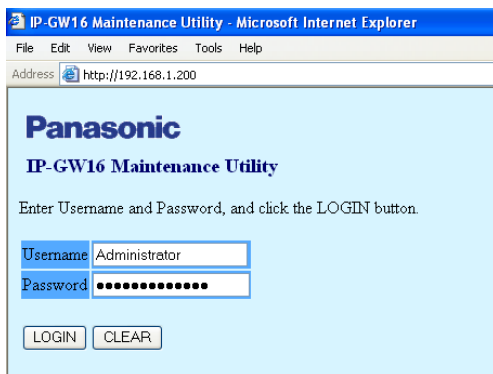 IP-GW16 Maintenance Utility - Microsoft Internet Explorer
File Edit View Favorites Tools Help
Address http://192.168.1.200
Panasonic
IP-GW16 Maintenance Utility
Enter Username and Password, and click the LOGIN button.
Username Administrator
Password •••••••••••••
LOGIN CLEAR